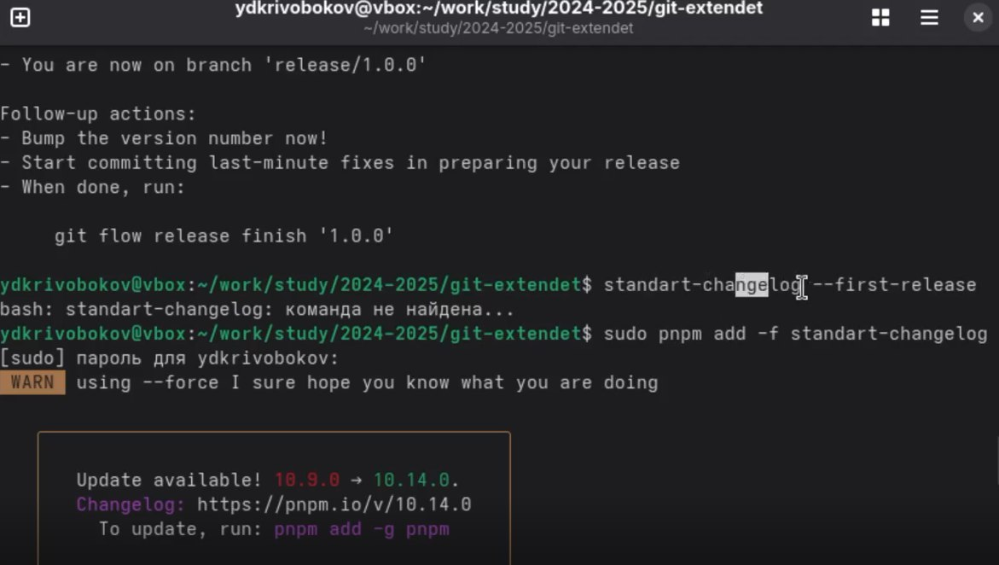 ydkrivobokov@vbox:~/work/study/2024-2025/git-extendet
~/work/study/2024-2025/git-extendet
- You are now on branch 'release/1.0.0'
Follow-up actions:
- Bump the version number now!
- Start committing last-minute fixes in preparing your release
- When done, run:
git flow release finish '1.0.0'
ydkrivobokov@vbox:~/work/study/2024-2025/git-extendet$ standart-changelog --first-release
bash: standart-changelog: команда не найдена...
ydkrivobokov@vbox:~/work/study/2024-2025/git-extendet$ sudo pnpm add -f standart-changelog
[sudo] пароль для ydkrivobokov:
WARN using --force I sure hope you know what you are doing
Update available! 10.9.0 → 10.14.0.
Changelog: https://pnpm.io/v/10.14.0
To update, run: pnpm add -g pnpm